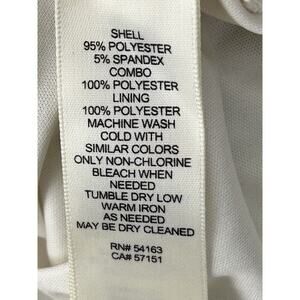 SHELL
95% POLYESTER
5% SPANDEX
COMBO
100% POLYESTER
LINING
100% POLYESTER
MACHINE WASH
COLD WITH
SIMILAR COLORS
ONLY NON-CHLORINE
BLEACH WHEN
NEEDED
TUMBLE DRY LOW
WARM IRON
AS NEEDED
MAY BE DRY CLEANED
RN# 54163
CA# 57151